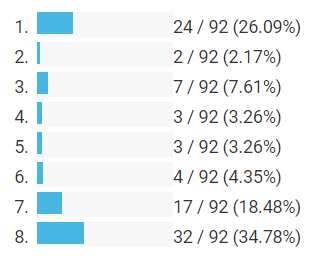 1. 24 / 92 (26.09%)
2. 2 / 92 (2.17%)
3. 7 / 92 (7.61%)
4. 3 / 92 (3.26%)
5. 3 / 92 (3.26%)
6. 4 / 92 (4.35%)
7. 17 / 92 (18.48%)
8. 32 / 92 (34.78%)